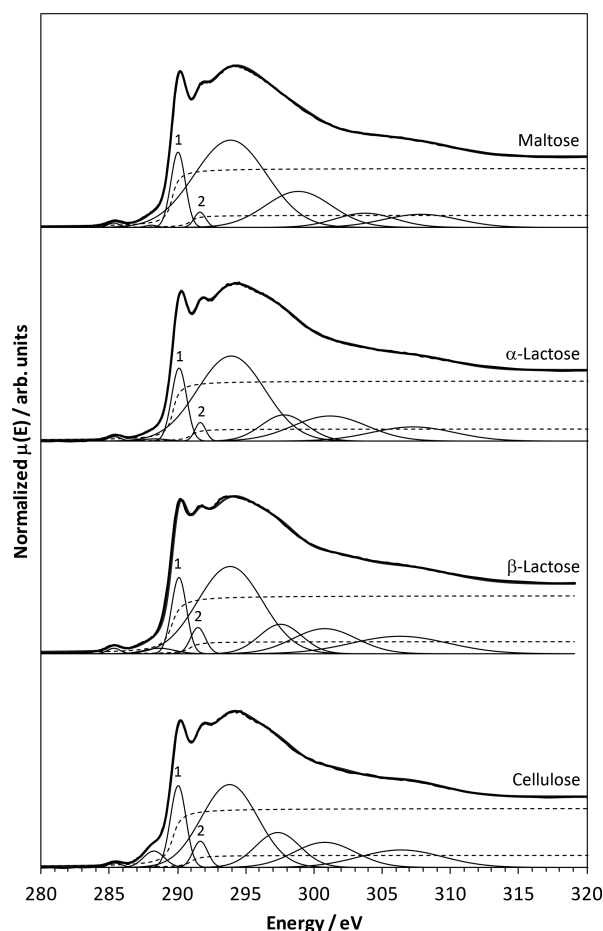 1
2
Maltose
1
2
α-Lactose
1
2
β-Lactose
1
2
Cellulose
Normalized μ(E) / arb. units
280 285 290 295 300 305 310 315 320
Energy / eV